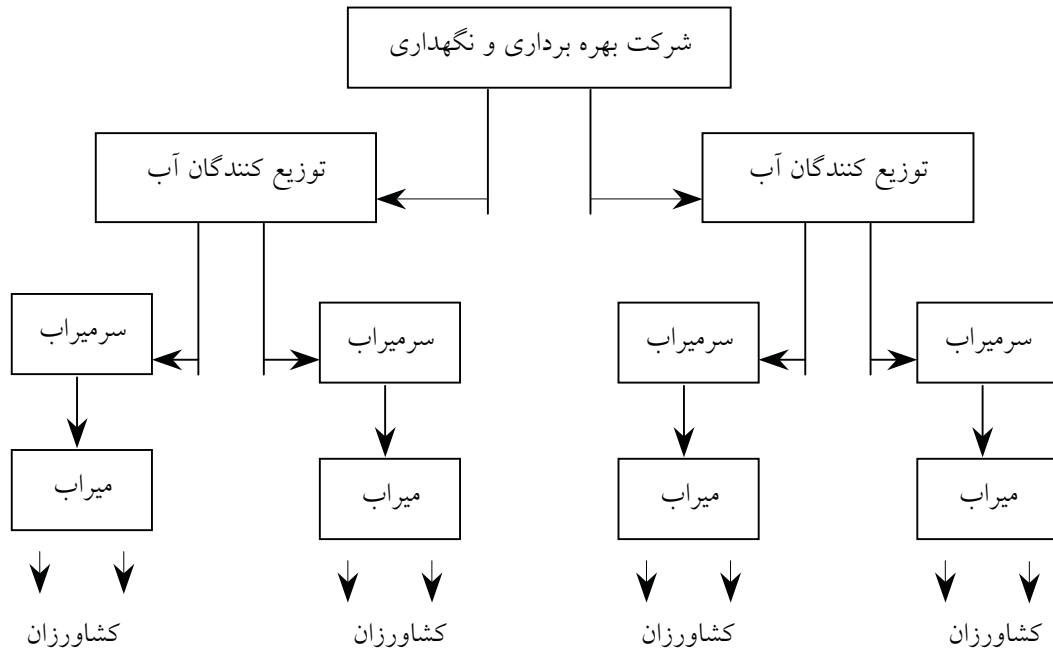 شرکت بهره برداری و نگهداری
توزیع کنندگان آب
توزیع کنندگان آب
سرمیراب
سرمیراب
سرمیراب
سرمیراب
میراب
میراب
میراب
میراب
کشاورزان
کشاورزان
کشاورزان
کشاورزان